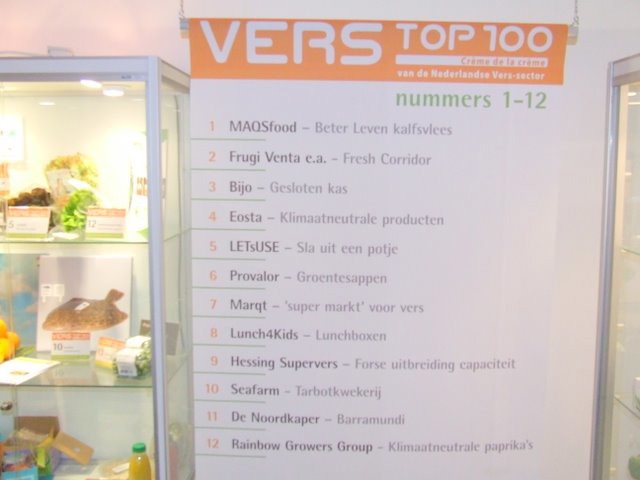 VERS TOP 100
Crème de la crème
van de Nederlandse Vers-sector
nummers 1-12
1 MAQSfood – Beter Leven kalfsvlees
2 Frugi Venta e.a. – Fresh Corridor
3 Bijo – Gesloten kas
4 Eosta – Klimaatneutrale producten
5 LETsUSE – Sla uit een potje
6 Provalor – Groentesappen
7 Marqt – 'super markt' voor vers
8 Lunch4Kids – Lunchboxen
9 Hessing Supervers – Forse uitbreiding capaciteit
10 Seafarm – Tarbotkwekerij
11 De Noordkaper – Barramundi
12 Rainbow Growers Group – Klimaatneutrale paprika's
5
12
10